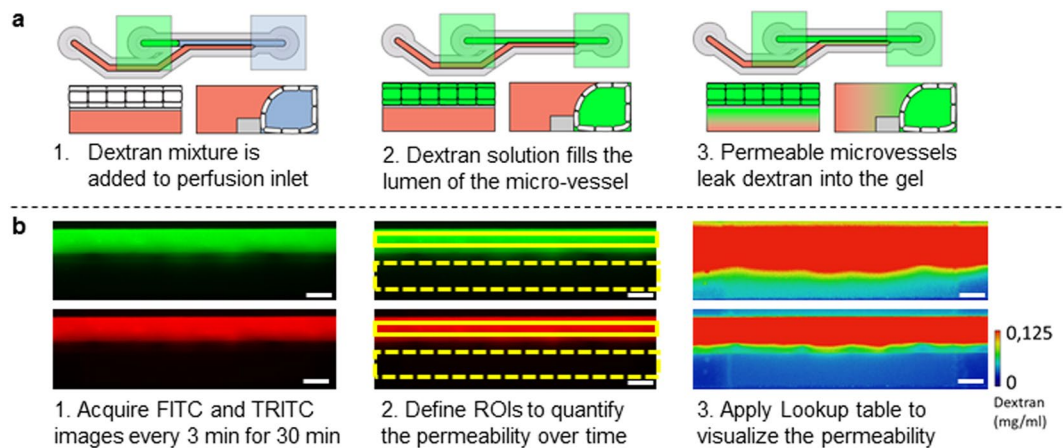 a
1. Dextran mixture is
added to perfusion inlet
2. Dextran solution fills the
lumen of the micro-vessel
3. Permeable microvessels
leak dextran into the gel
b
1. Acquire FITC and TRITC
images every 3 min for 30 min
2. Define ROIs to quantify
the permeability over time
3. Apply Lookup table to
visualize the permeability
0,125
0
Dextran
(mg/ml)